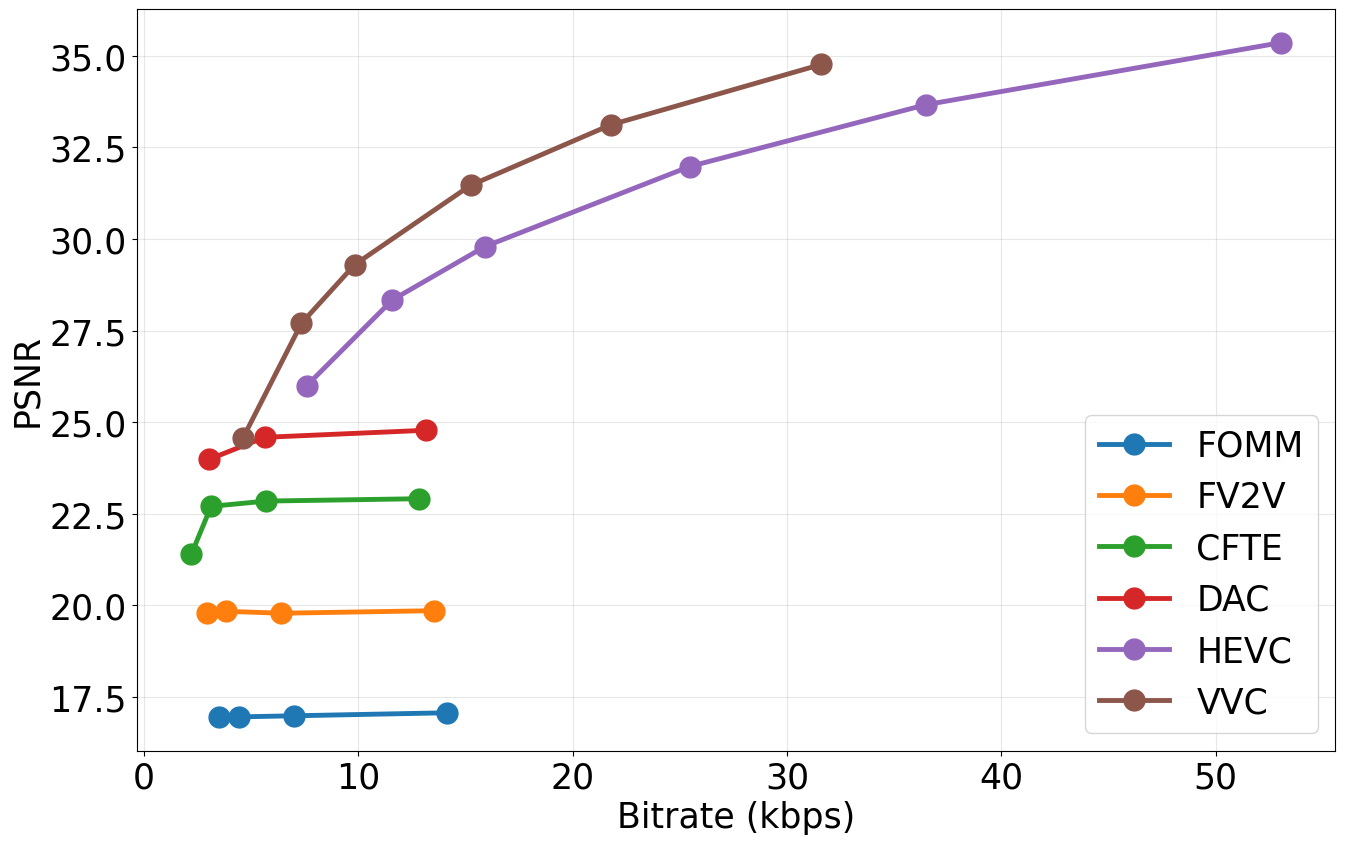 35.0
32.5
30.0
27.5
25.0
22.5
20.0
17.5
PSNR
0 10 20 30 40 50
Bitrate (kbps)
FOMM
FV2V
CFTE
DAC
HEVC
VVC